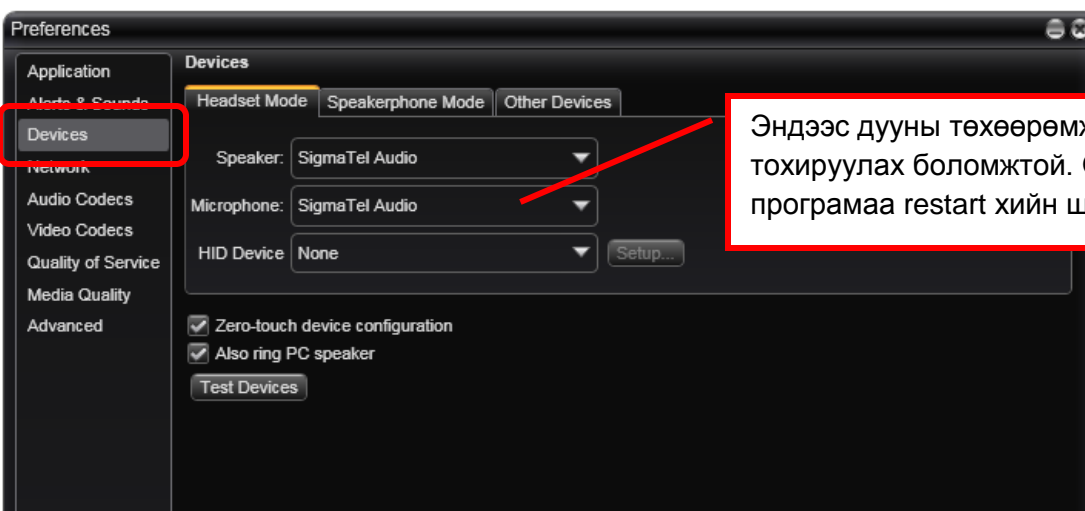 Preferences
Application
Alerts & Sounds
Devices
Network
Audio Codecs
Video Codecs
Quality of Service
Media Quality
Advanced
Devices
Headset Mode Speakerphone Mode Other Devices
Speaker: SigmaTel Audio
Microphone: SigmaTel Audio
HID Device None Setup...
Zero-touch device configuration
Also ring PC speaker
Test Devices
Эндээс дууны
тохируулах боломжтой.
програмаа restart хийн